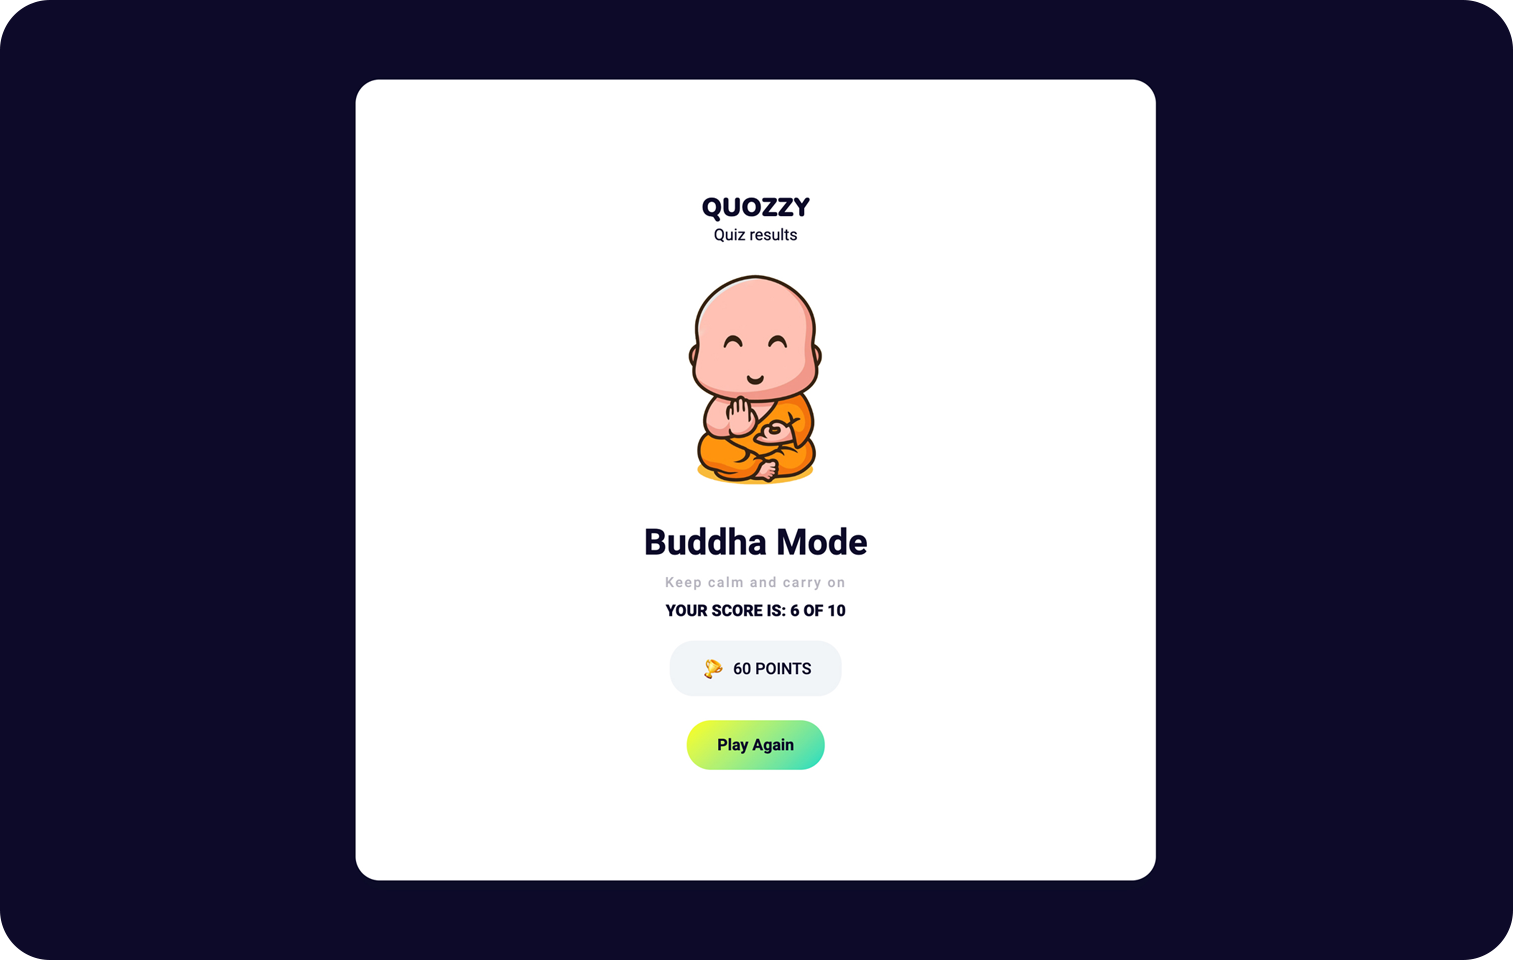 QUOZZY
Quiz results
Buddha Mode
Keep calm and carry on
YOUR SCORE IS: 6 OF 10
60 POINTS
Play Again